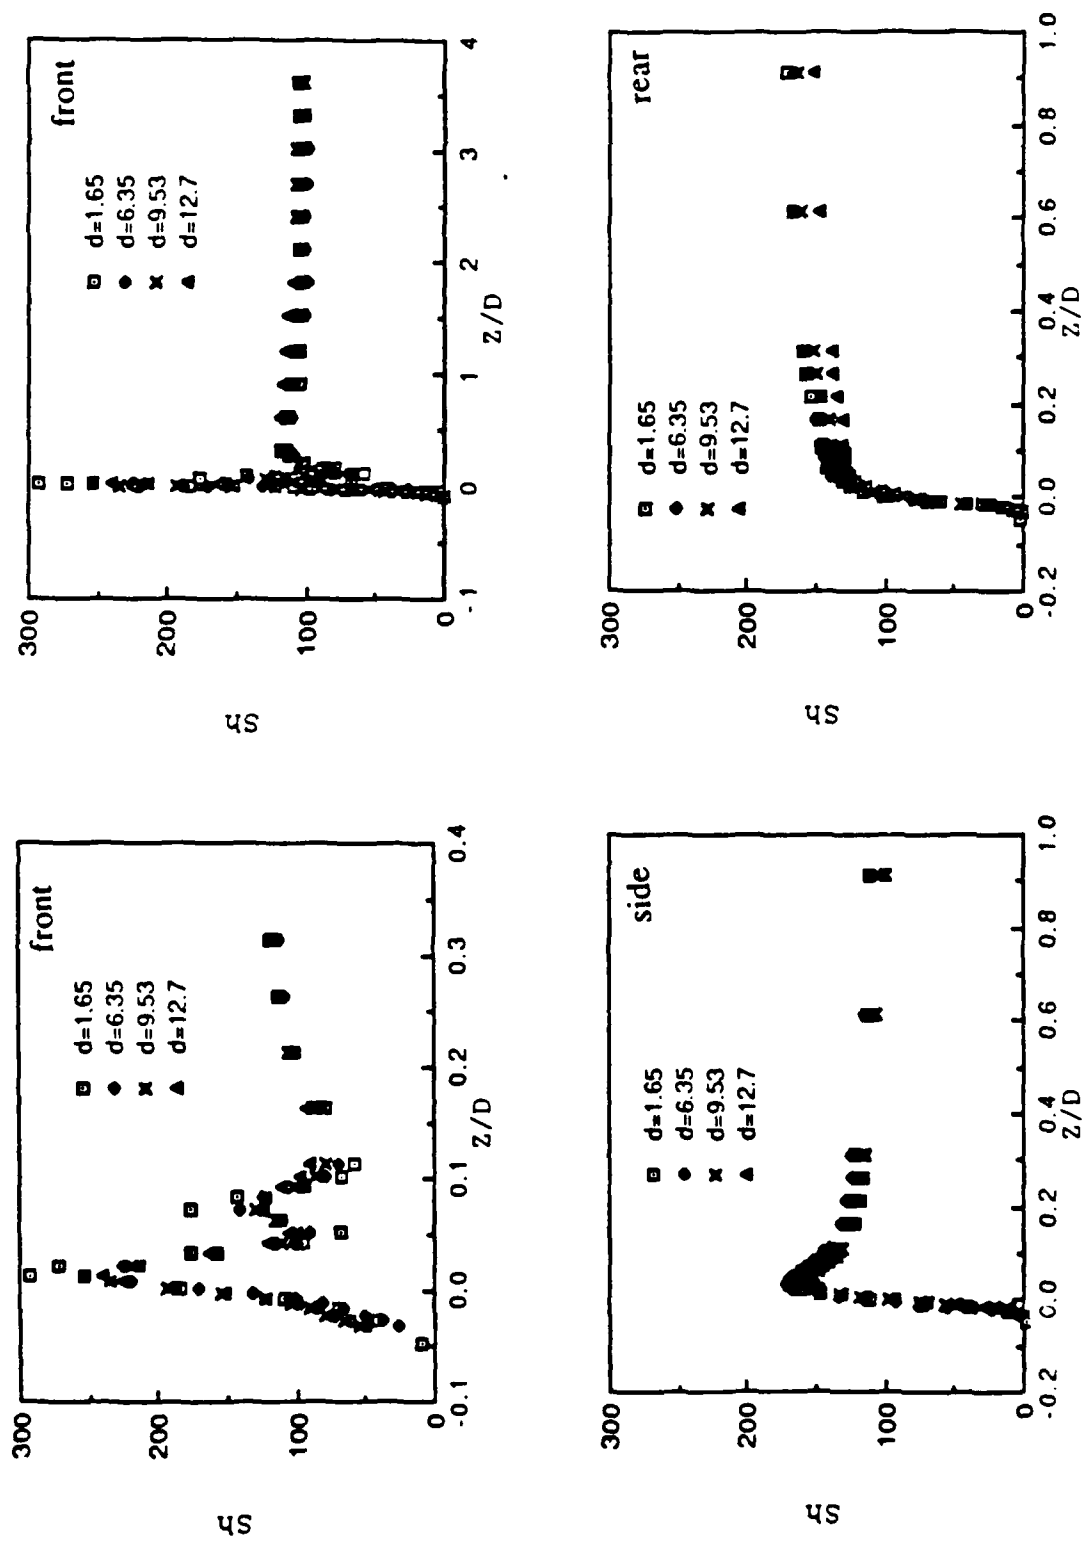 front
d=1.65
d=6.35
d=9.53
d=12.7
300
200
100
0
Sh
-0.1 0.0 0.1 0.2 0.3 0.4
Z/D
front
d=1.65
d=6.35
d=9.53
d=12.7
300
200
100
0
Sh
-1 0 1 2 3 4
Z/D
side
d=1.65
d=6.35
d=9.53
d=12.7
300
200
100
0
Sh
-0.2 0.0 0.2 0.4 0.6 0.8 1.0
Z/D
rear
d=1.65
d=6.35
d=9.53
d=12.7
300
200
100
0
Sh
-0.2 0.0 0.2 0.4 0.6 0.8 1.0
Z/D